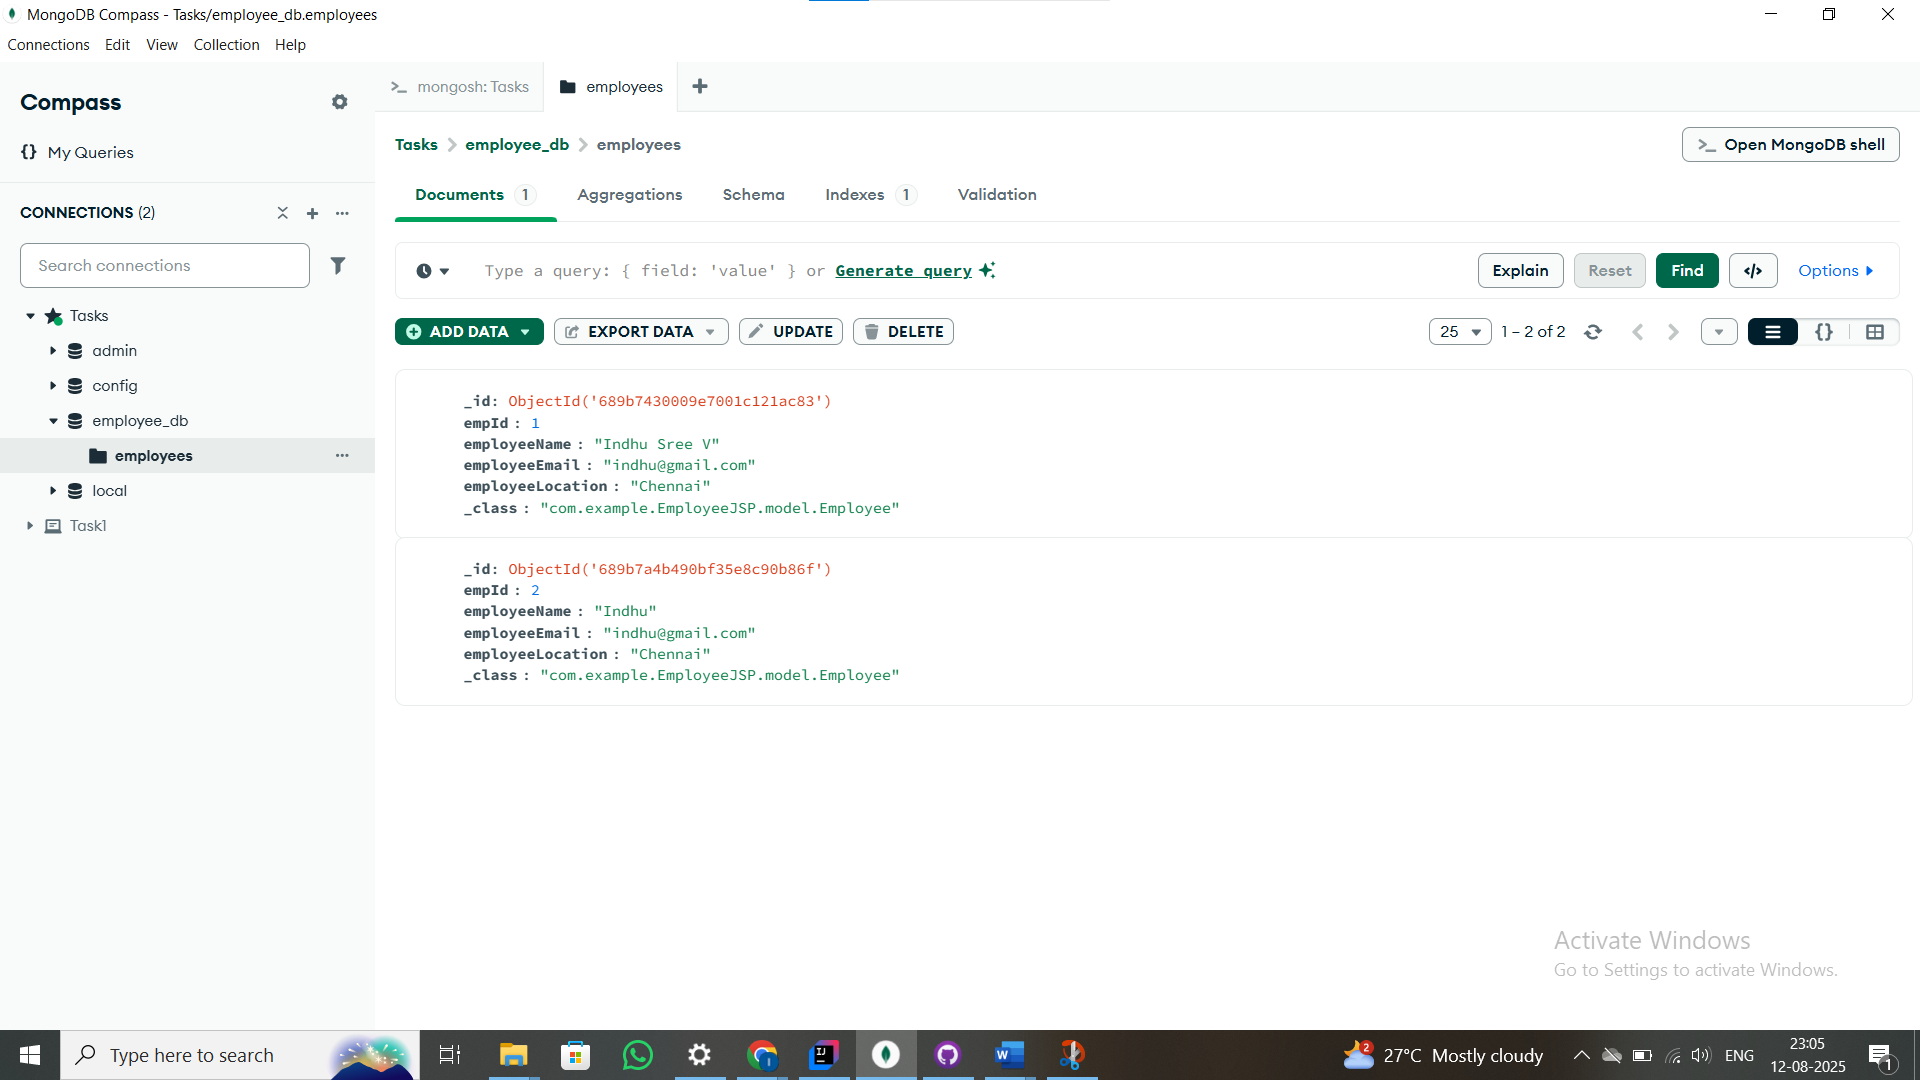 MongoDB Compass - Tasks/employee_db.employees
Connections Edit View Collection Help
Compass
{} My Queries
CONNECTIONS (2)
Search connections
Tasks
admin
config
employee_db
employees
local
Task1
>_ mongosh: Tasks
employees
Tasks > employee_db > employees
>_ Open MongoDB shell
Documents 1 Aggregations Schema Indexes 1 Validation
Type a query: { field: 'value' } or Generate query
Explain Reset Find </> Options
ADD DATA EXPORT DATA UPDATE DELETE
25 1 – 2 of 2 {}
_id: ObjectId('689b7430009e7001c121ac83')
empId : 1
employeeName : "Indhu Sree V"
employeeEmail : "indhu@gmail.com"
employeeLocation : "Chennai"
_class : "com.example.EmployeeJSP.model.Employee"
_id: ObjectId('689b7a4b490bf35e8c90b86f')
empId : 2
employeeName : "Indhu"
employeeEmail : "indhu@gmail.com"
employeeLocation : "Chennai"
_class : "com.example.EmployeeJSP.model.Employee"
Activate Windows
Go to Settings to activate Windows.
Type here to search
IJ
W
2
27°C Mostly cloudy
ENG
23:05
12-08-2025
1